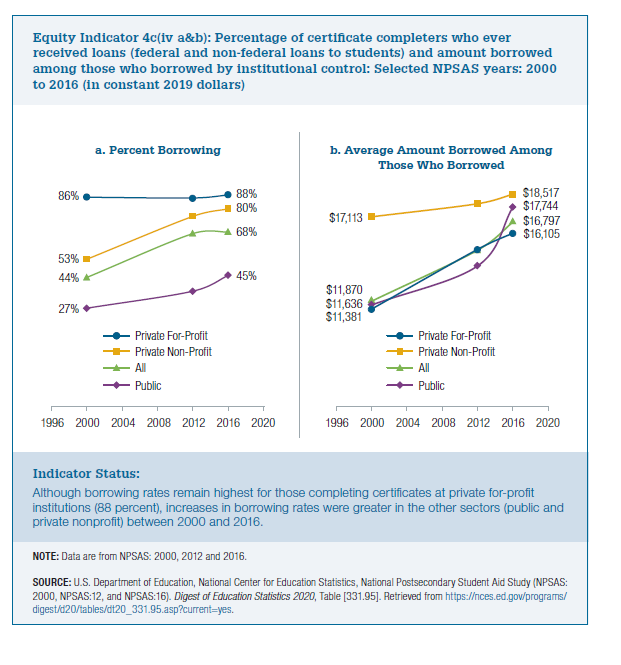 Equity Indicator 4c(iv a&b): Percentage of certificate completers who ever
received loans (federal and non-federal loans to students) and amount borrowed
among those who borrowed by institutional control: Selected NPSAS years: 2000
to 2016 (in constant 2019 dollars)
a. Percent Borrowing
86%
88%
80%
68%
53%
44%
45%
27%
Private For-Profit
Private Non-Profit
All
Public
1996 2000 2004 2008 2012 2016 2020
b. Average Amount Borrowed Among
Those Who Borrowed
$18,517
$17,744
$17,113
$16,797
$16,105
$11,870
$11,636
$11,381
Private For-Profit
Private Non-Profit
All
Public
1996 2000 2004 2008 2012 2016 2020
Indicator Status:
Although borrowing rates remain highest for those completing certificates at private for-profit
institutions (88 percent), increases in borrowing rates were greater in the other sectors (public and
private nonprofit) between 2000 and 2016.
NOTE: Data are from NPSAS: 2000, 2012 and 2016.
SOURCE: U.S. Department of Education, National Center for Education Statistics, National Postsecondary Student Aid Study (NPSAS:
2000, NPSAS:12, and NPSAS:16). Digest of Education Statistics 2020, Table [331.95]. Retrieved from https://nces.ed.gov/programs/
digest/d20/tables/dt20_331.95.asp?current=yes.